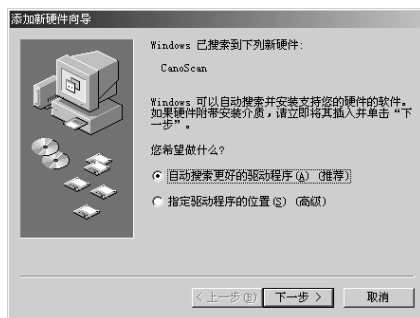 添加新硬件向导
Windows 已搜索到下列新硬件:
CanoScan
Windows 可以自动搜索并安装支持您的硬件的软件。
如果硬件附带安装介质，请立即将其插入并单击“下
一步”。
您希望做什么?
自动搜索更好的驱动程序(A) (推荐)
指定驱动程序的位置(S) (高级)
< 上一步(B)
下一步 >
取消